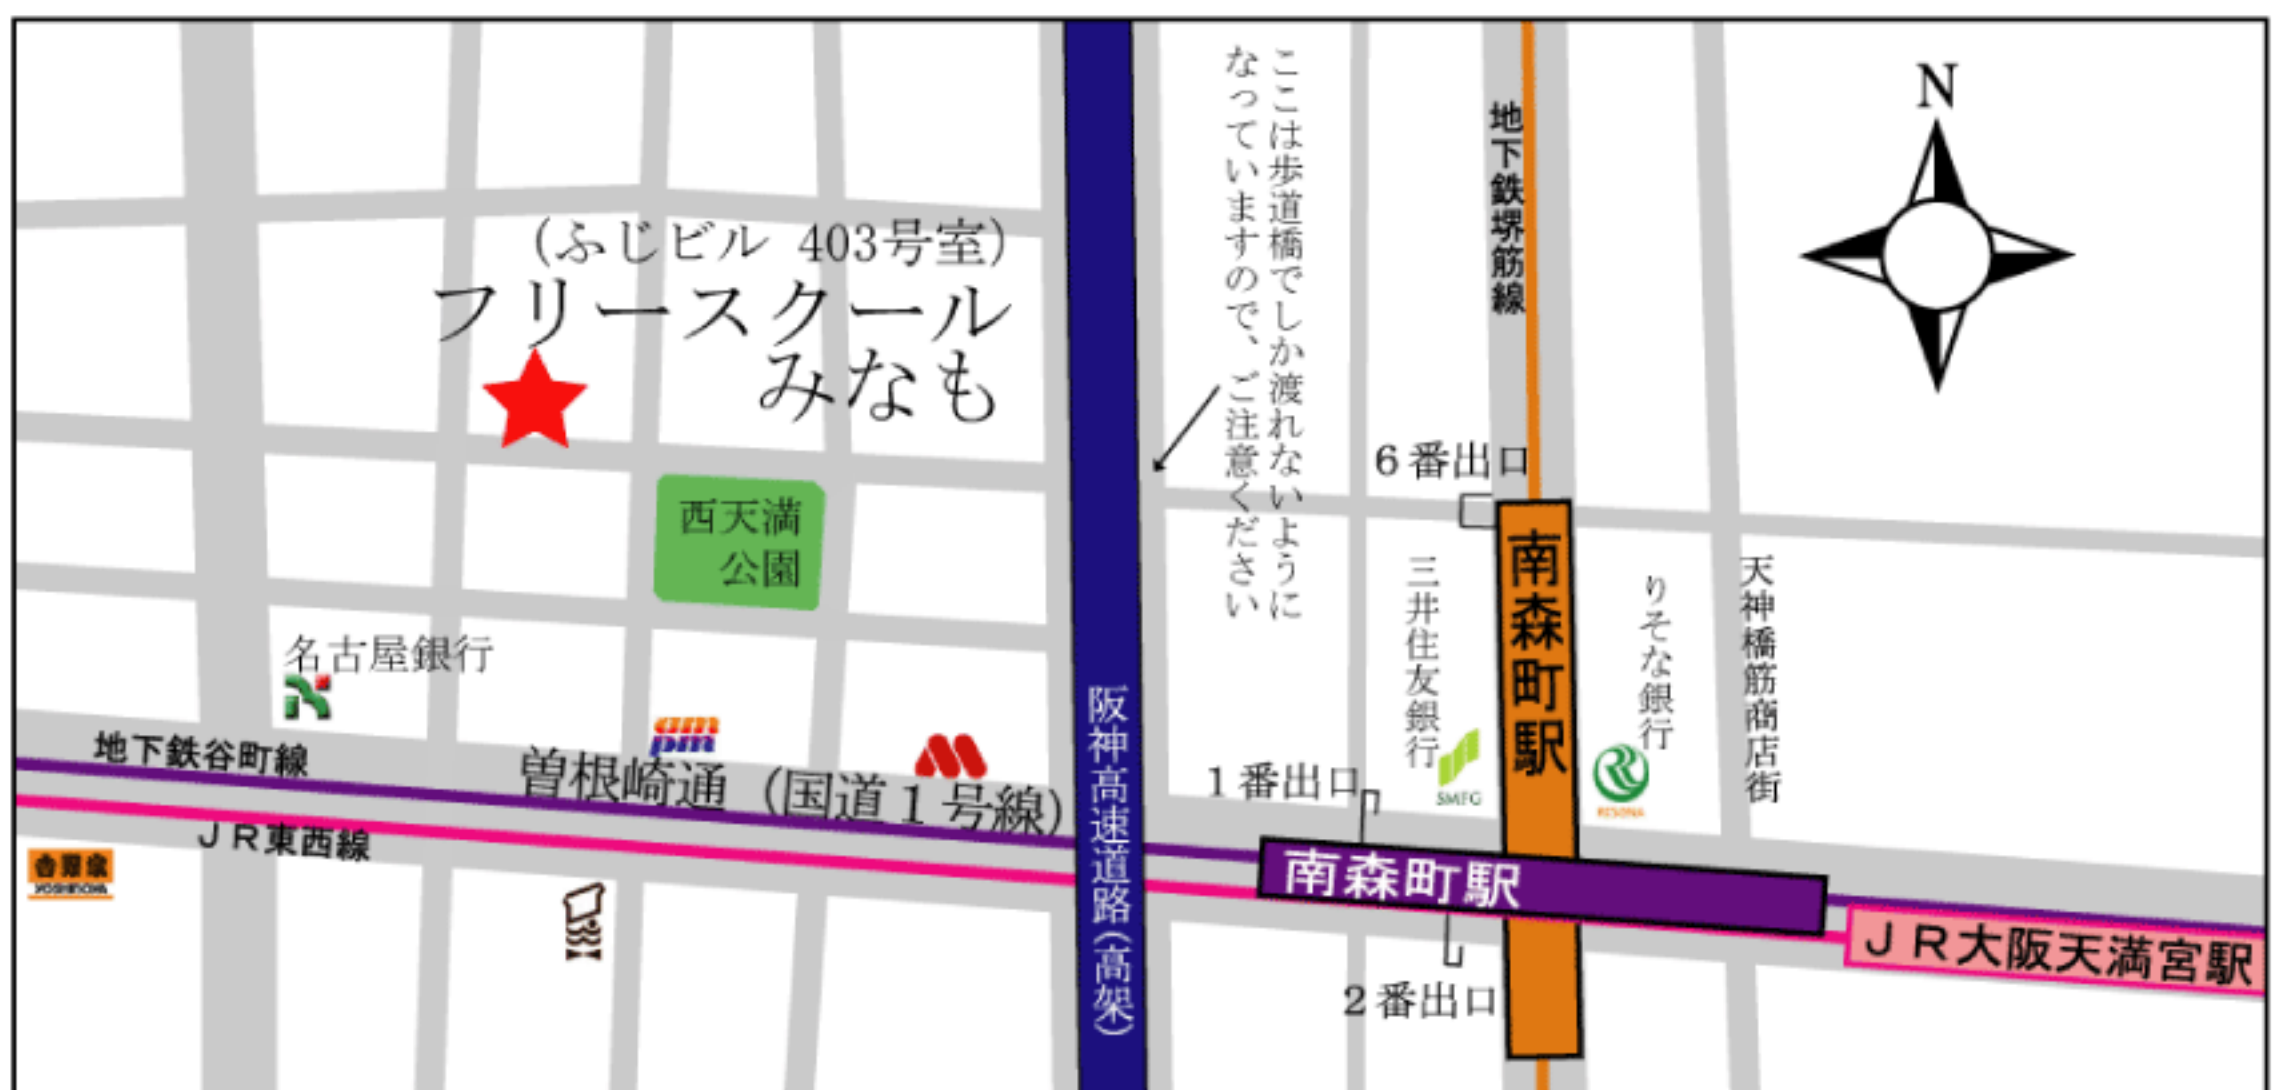 N
ここは歩道橋でしか渡れないように
なっていますので、ご注意ください
地下鉄堺筋線
（ふじビル 403号室）
フリースクール
みなも
西天満
公園
6番出口
南森町駅
三井住友銀行
SMFG
りそな銀行
RESONA
天神橋筋商店街
名古屋銀行
am
pm
地下鉄谷町線
曽根崎通（国道１号線）
ＪＲ東西線
吉野家
YOSHINOYA
阪神高速道路（高架）
1番出口
南森町駅
2番出口
ＪＲ大阪天満宮駅